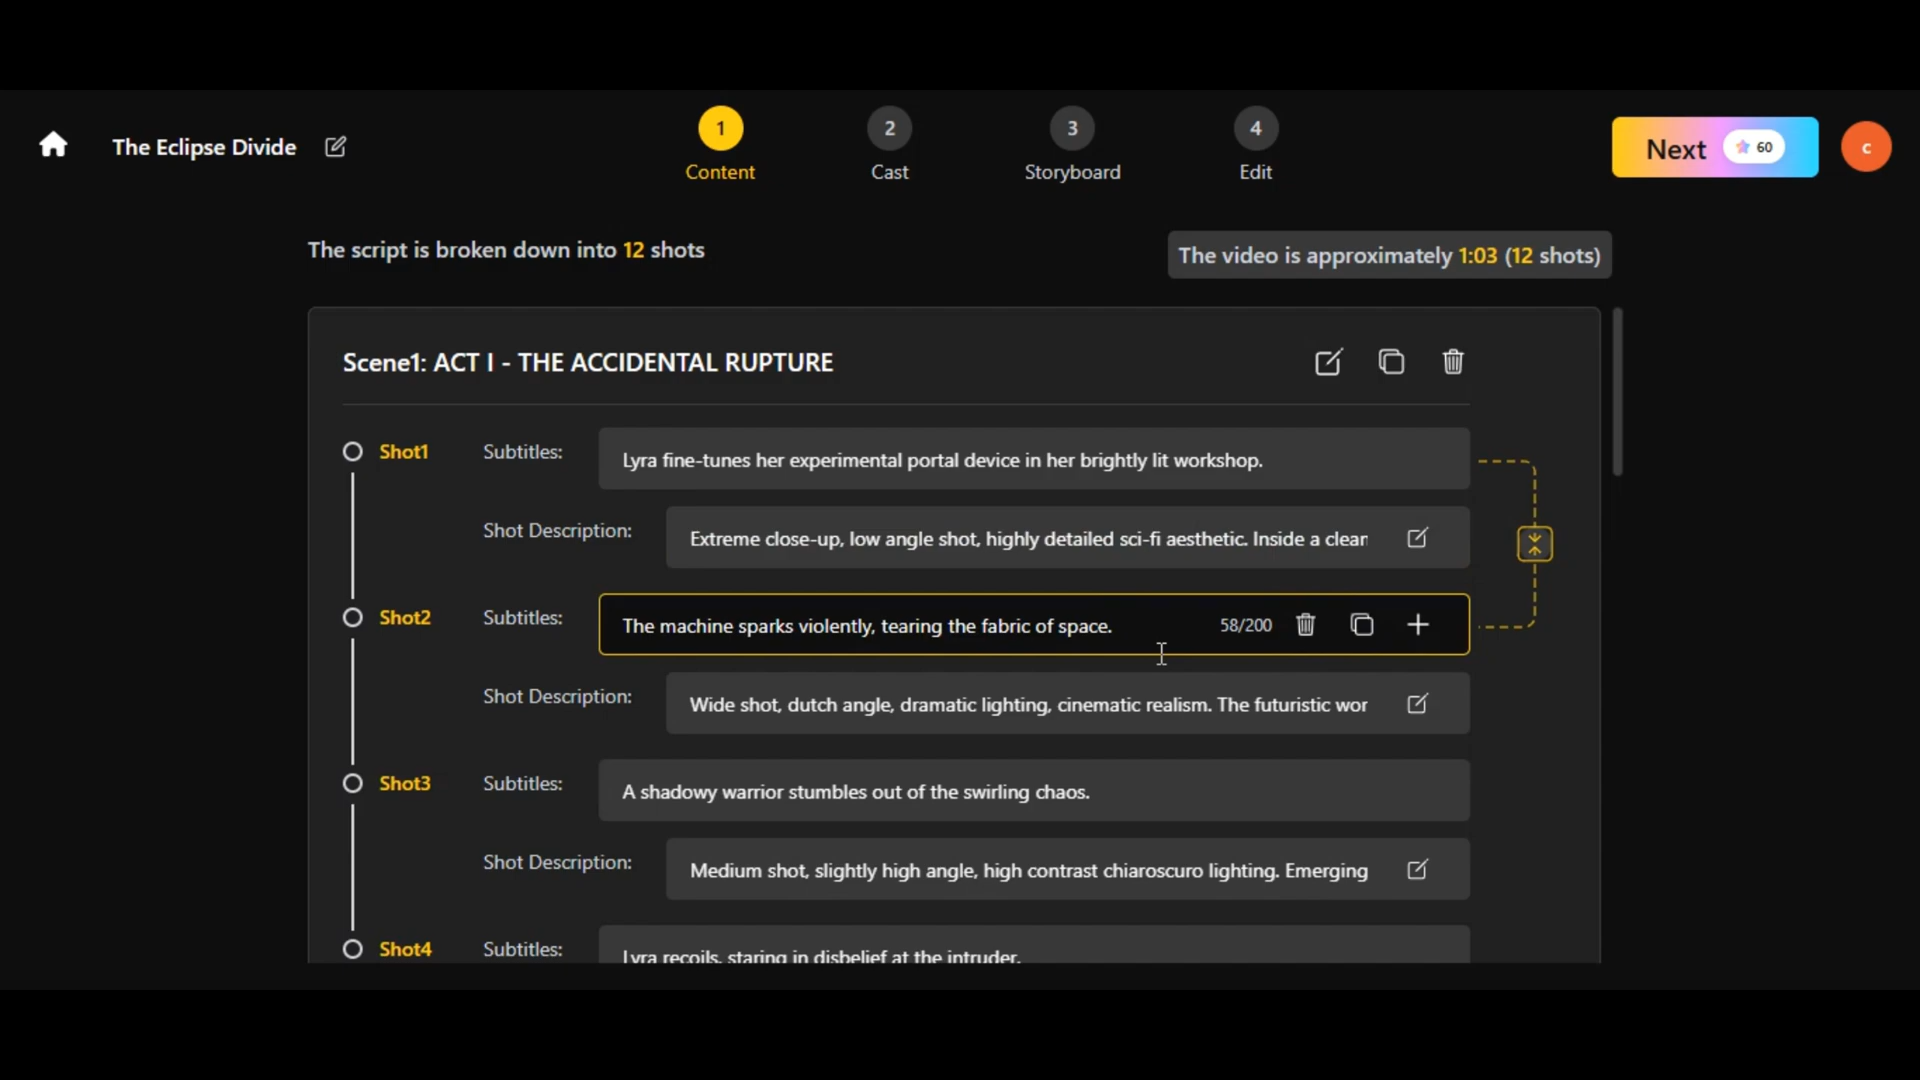 The Eclipse Divide
1
Content
2
Cast
3
Storyboard
4
Edit
Next 60
c
The script is broken down into 12 shots
The video is approximately 1:03 (12 shots)
Scene1: ACT I - THE ACCIDENTAL RUPTURE
Shot1 Subtitles: Lyra fine-tunes her experimental portal device in her brightly lit workshop.
Shot Description: Extreme close-up, low angle shot, highly detailed sci-fi aesthetic. Inside a clear
Shot2 Subtitles: The machine sparks violently, tearing the fabric of space. 58/200
Shot Description: Wide shot, dutch angle, dramatic lighting, cinematic realism. The futuristic wor
Shot3 Subtitles: A shadowy warrior stumbles out of the swirling chaos.
Shot Description: Medium shot, slightly high angle, high contrast chiaroscuro lighting. Emerging
Shot4 Subtitles: Lyra recoils, staring in disbelief at the intruder.